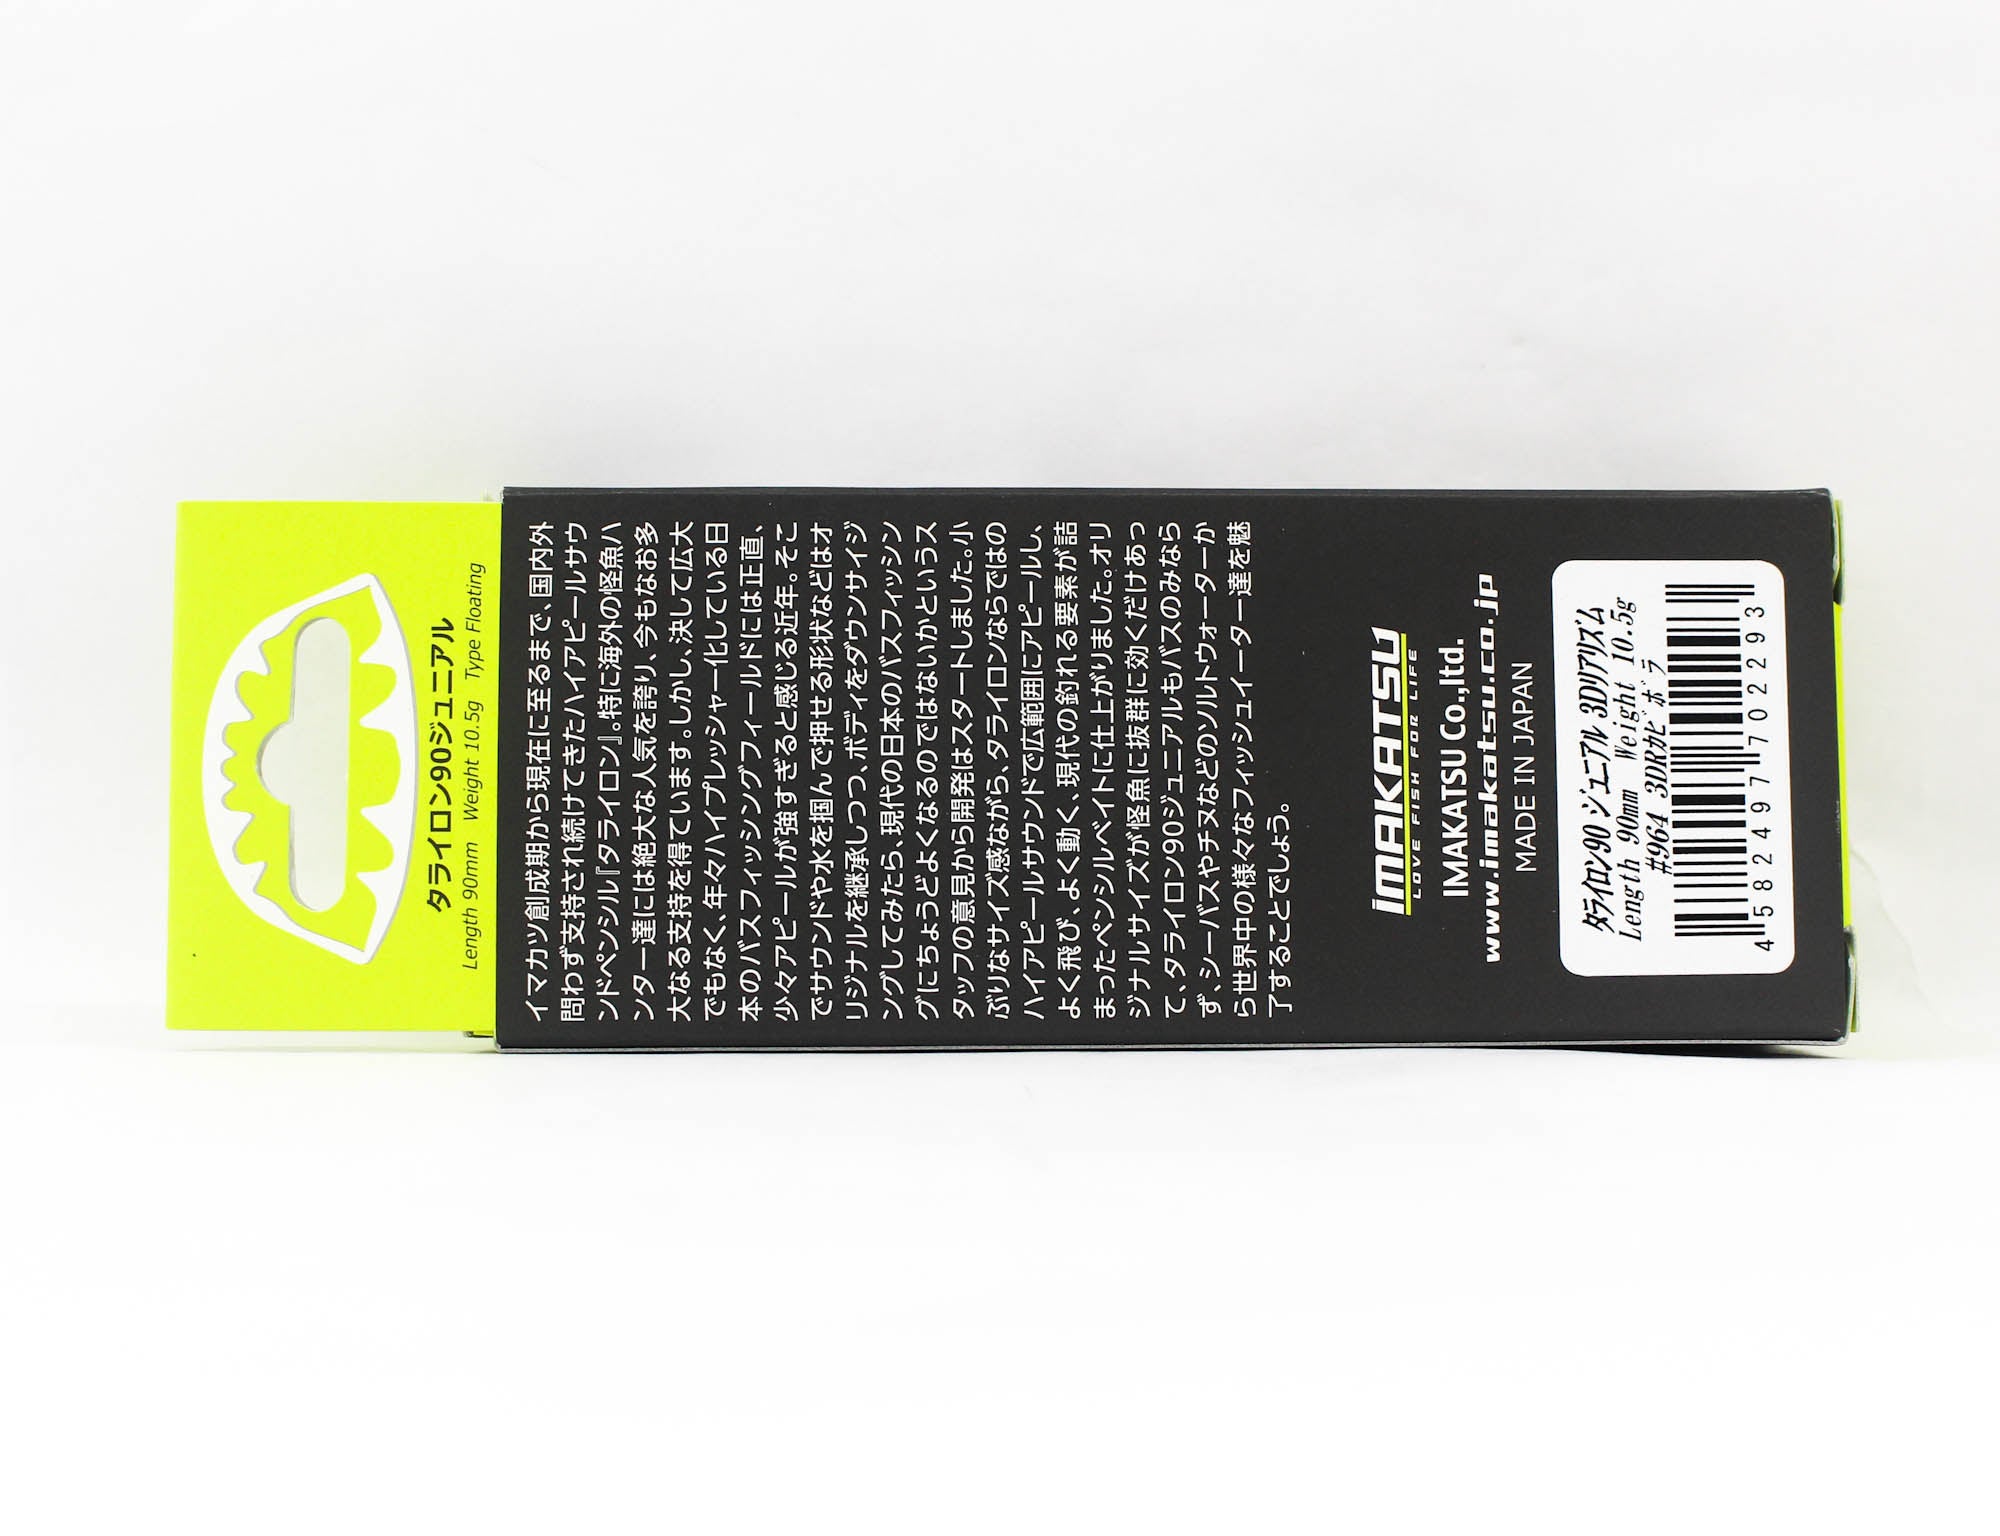 タライロン90ジュニアル
Length 90mm Weight 10.5g Type Floating
イマカツ創成期から現在に至るまで、国内外
問わず支持され続けてきたハイアピールサウ
ンドペンシル『タライロン』。特に海外の怪魚ハ
ンター達には絶大な人気を誇り、今もなお多
大なる支持を得ています。しかし、決して広大
でもなく、年々ハイプレッシャー化している日
本のバスフィッシングフィールドには正直、
少々アピールが強すぎると感じる近年。そこ
でサウンドや水を掴んで押せる形状などはオ
リジナルを継承しつつ、ボディをダウンサイジ
ングしてみたら、現代の日本のバスフィッシン
グにちょうどよくなるのではないかというス
タッフの意見から開発はスタートしました。小
ぶりなサイズ感ながら、タライロンならではの
ハイアピールサウンドで広範囲にアピールし、
よく飛び、よく動く、現代の釣れる要素が詰
まったペンシルベイトに仕上がりました。オリ
ジナルサイズが怪魚に抜群に効くだけあっ
て、タライロン90ジュニアルもバスのみなら
ず、シーバスやチヌなどのソルトウォーターか
ら世界中の様々なフィッシュイーター達を魅
了することでしょう。
IMAKATSU
LOVE FISH FOR LIFE
IMAKATSU Co.,ltd.
www.imakatsu.co.jp
MADE IN JAPAN
タライロン90 ジュニアル 3Dリアリズム
Length 90mm Weight 10.5g
#964 3DRカビボラ
4582497702293